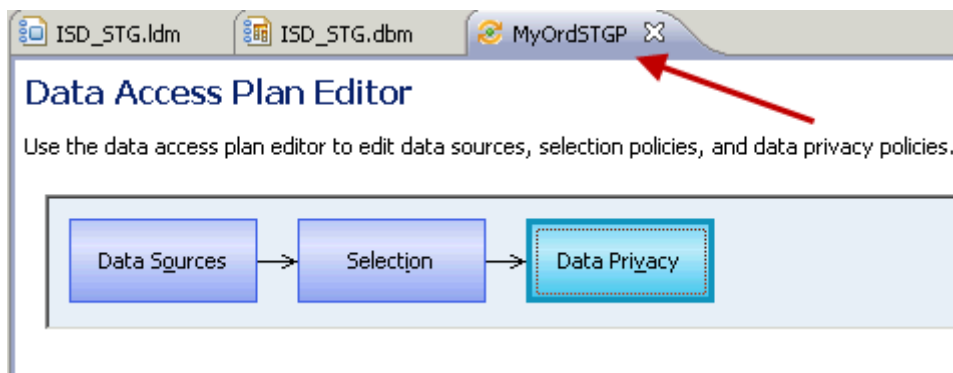 ISD_STG.ldm ISD_STG.dbm MyOrdSTGP
Data Access Plan Editor
Use the data access plan editor to edit data sources, selection policies, and data privacy policies.
Data Sources Selection Data Privacy